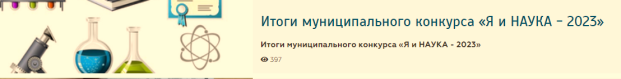 Итоги муниципального конкурса «Я и НАУКА – 2023»
Итоги муниципального конкурса «Я и НАУКА - 2023»
397